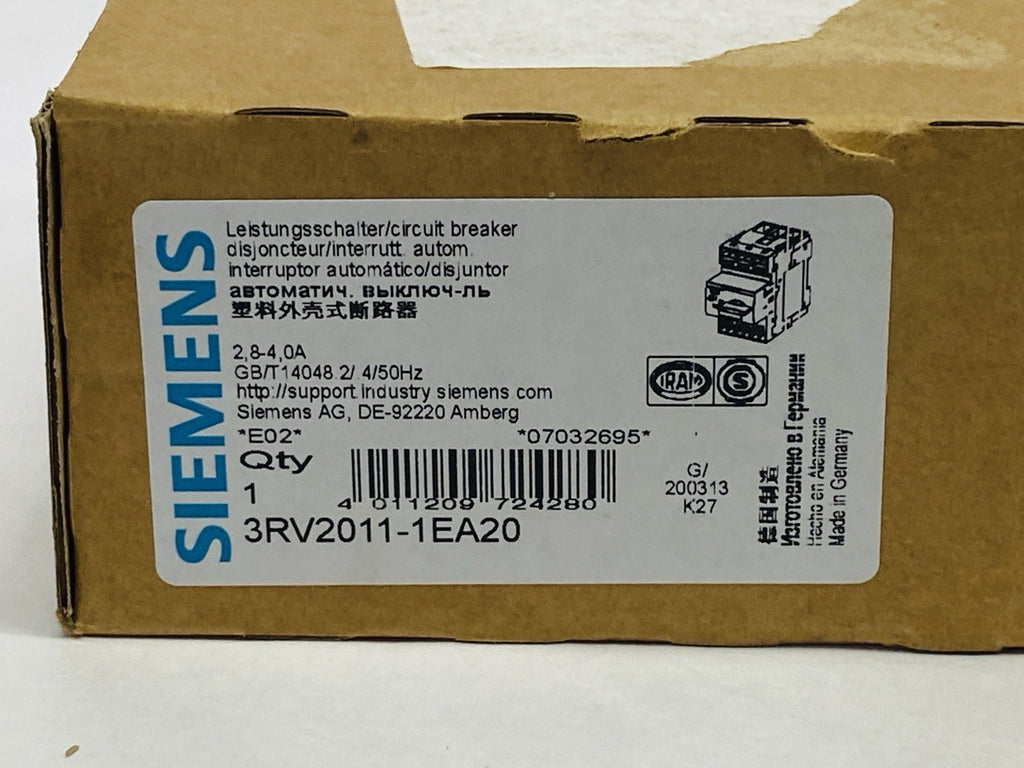 SIEMENS
Leistungsschalter/circuit breaker
disjoncteur/interrutt. autom.
interruptor automático/disjuntor
автоматич. выключ-ль
塑料外壳式断路器
2,8-4,0A
GB/T14048.2/.4/50Hz
http://support.industry.siemens.com
Siemens AG, DE-92220 Amberg
*E02* *07032695*
Qty
1
4 011209 724280
3RV2011-1EA20
IRAM S
G/
200313
K27
德国制造
Изготовлено в Германии
Hecho en Alemania
Made in Germany